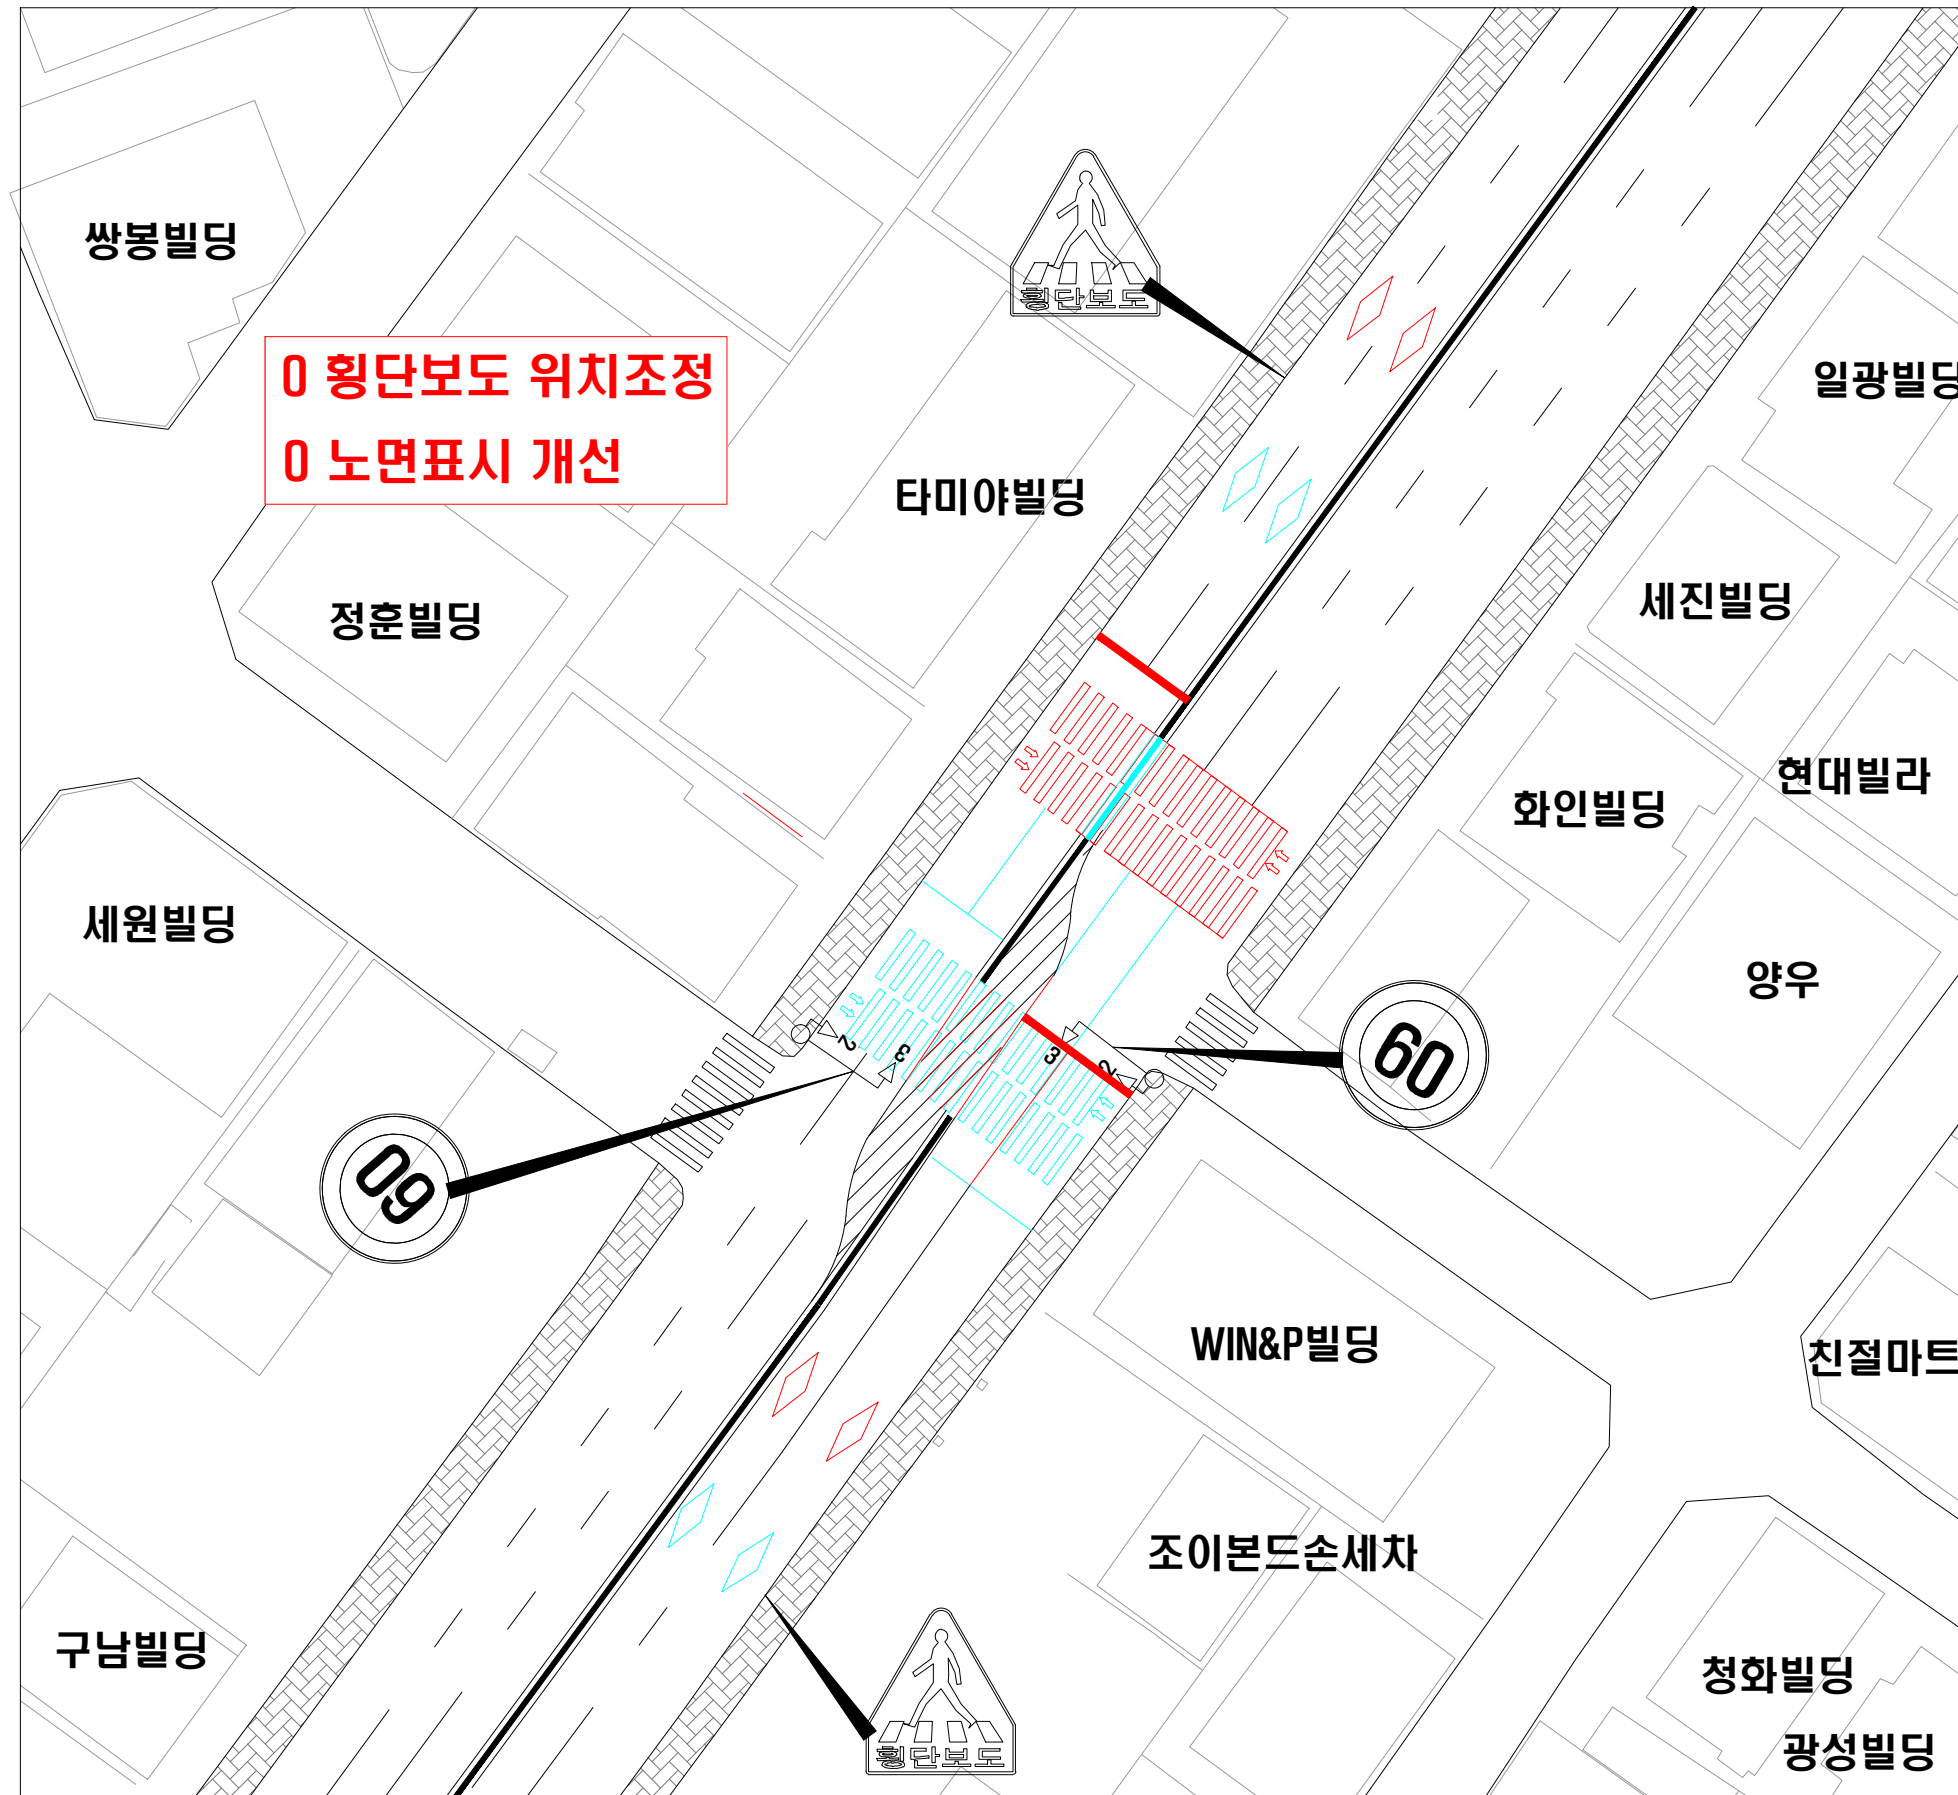 쌍봉빌딩
횡단보도
0 횡단보도 위치조정
0 노면표시 개선
일광빌딩
타미야빌딩
정훈빌딩
세진빌딩
현대빌라
화인빌딩
세원빌딩
양우
2
3
3
2
60
60
WIN&P빌딩
친절마트
조이본드손세차
구남빌딩
청화빌딩
광성빌딩
횡단보도